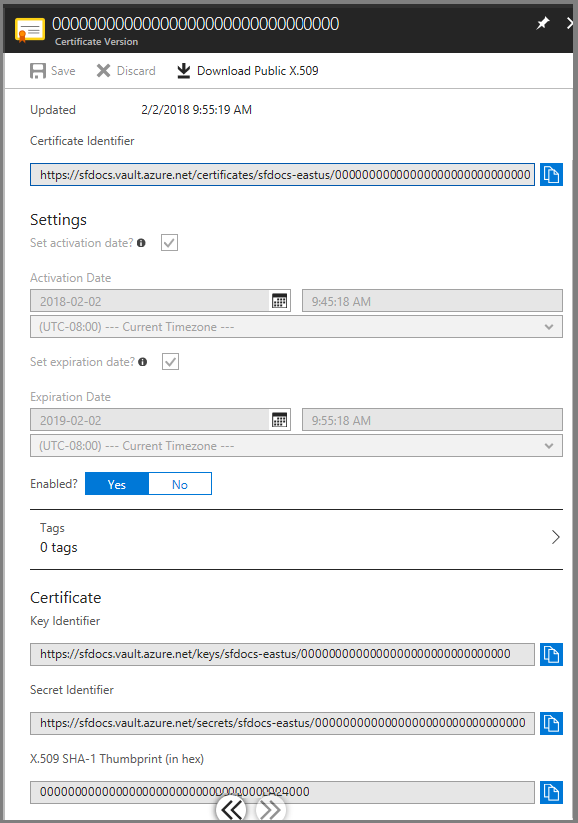 00000000000000000000000000000000
Certificate Version
Save
Discard
Download Public X.509
Updated
2/2/2018 9:55:19 AM
Certificate Identifier
https://sfdocs.vault.azure.net/certificates/sfdocs-eastus/000000000000000000000000000000
Settings
Set activation date?
Activation Date
2018-02-02
9:45:18 AM
(UTC-08:00) --- Current Timezone ---
Set expiration date?
Expiration Date
2019-02-02
9:55:18 AM
(UTC-08:00) --- Current Timezone ---
Enabled?
Yes
No
Tags
0 tags
Certificate
Key Identifier
https://sfdocs.vault.azure.net/keys/sfdocs-eastus/00000000000000000000000000000000
Secret Identifier
https://sfdocs.vault.azure.net/secrets/sfdocs-eastus/00000000000000000000000000000000
X.509 SHA-1 Thumbprint (in hex)
0000000000000000000000000000000000000000